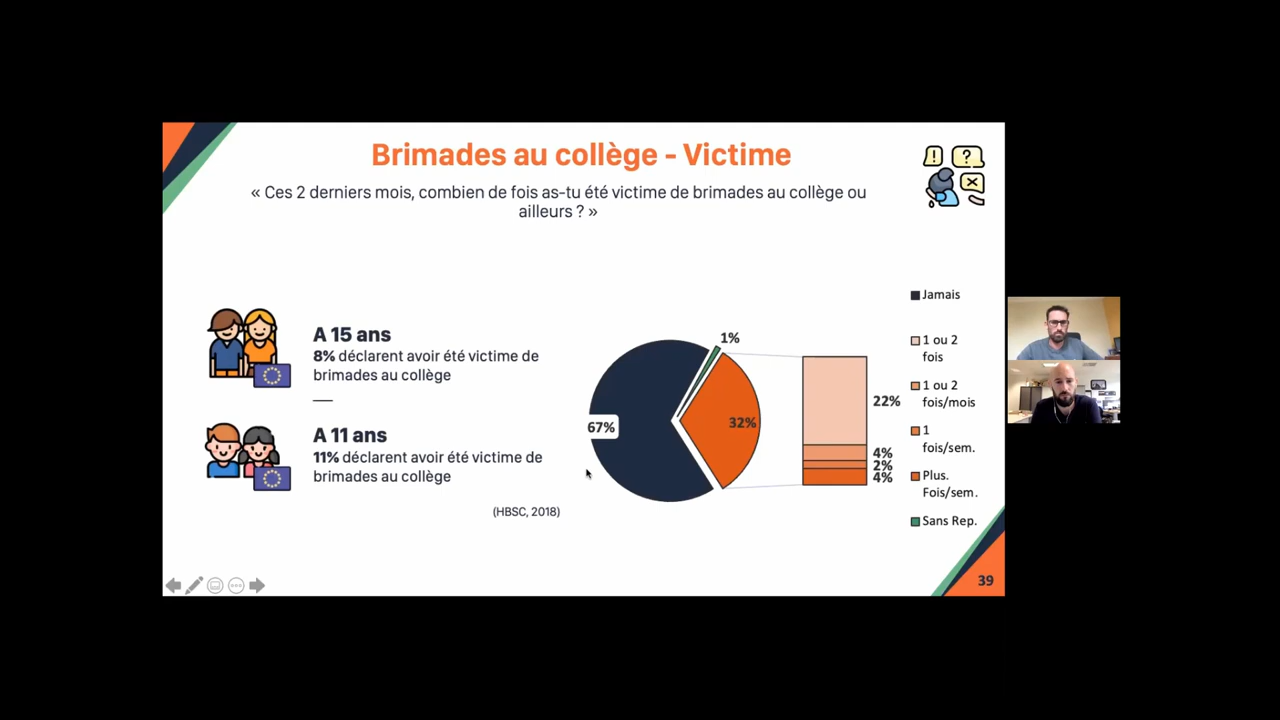 Brimades au collège - Victime
« Ces 2 derniers mois, combien de fois as-tu été victime de brimades au collège ou
ailleurs ? »
! ?
A 15 ans
8% déclarent avoir été victime de
brimades au collège
A 11 ans
11% déclarent avoir été victime de
brimades au collège
(HBSC, 2018)
67%
1%
32%
22%
4%
2%
4%
Jamais
1 ou 2
fois
1 ou 2
fois/mois
1
fois/sem.
Plus.
Fois/sem.
Sans Rep.
39